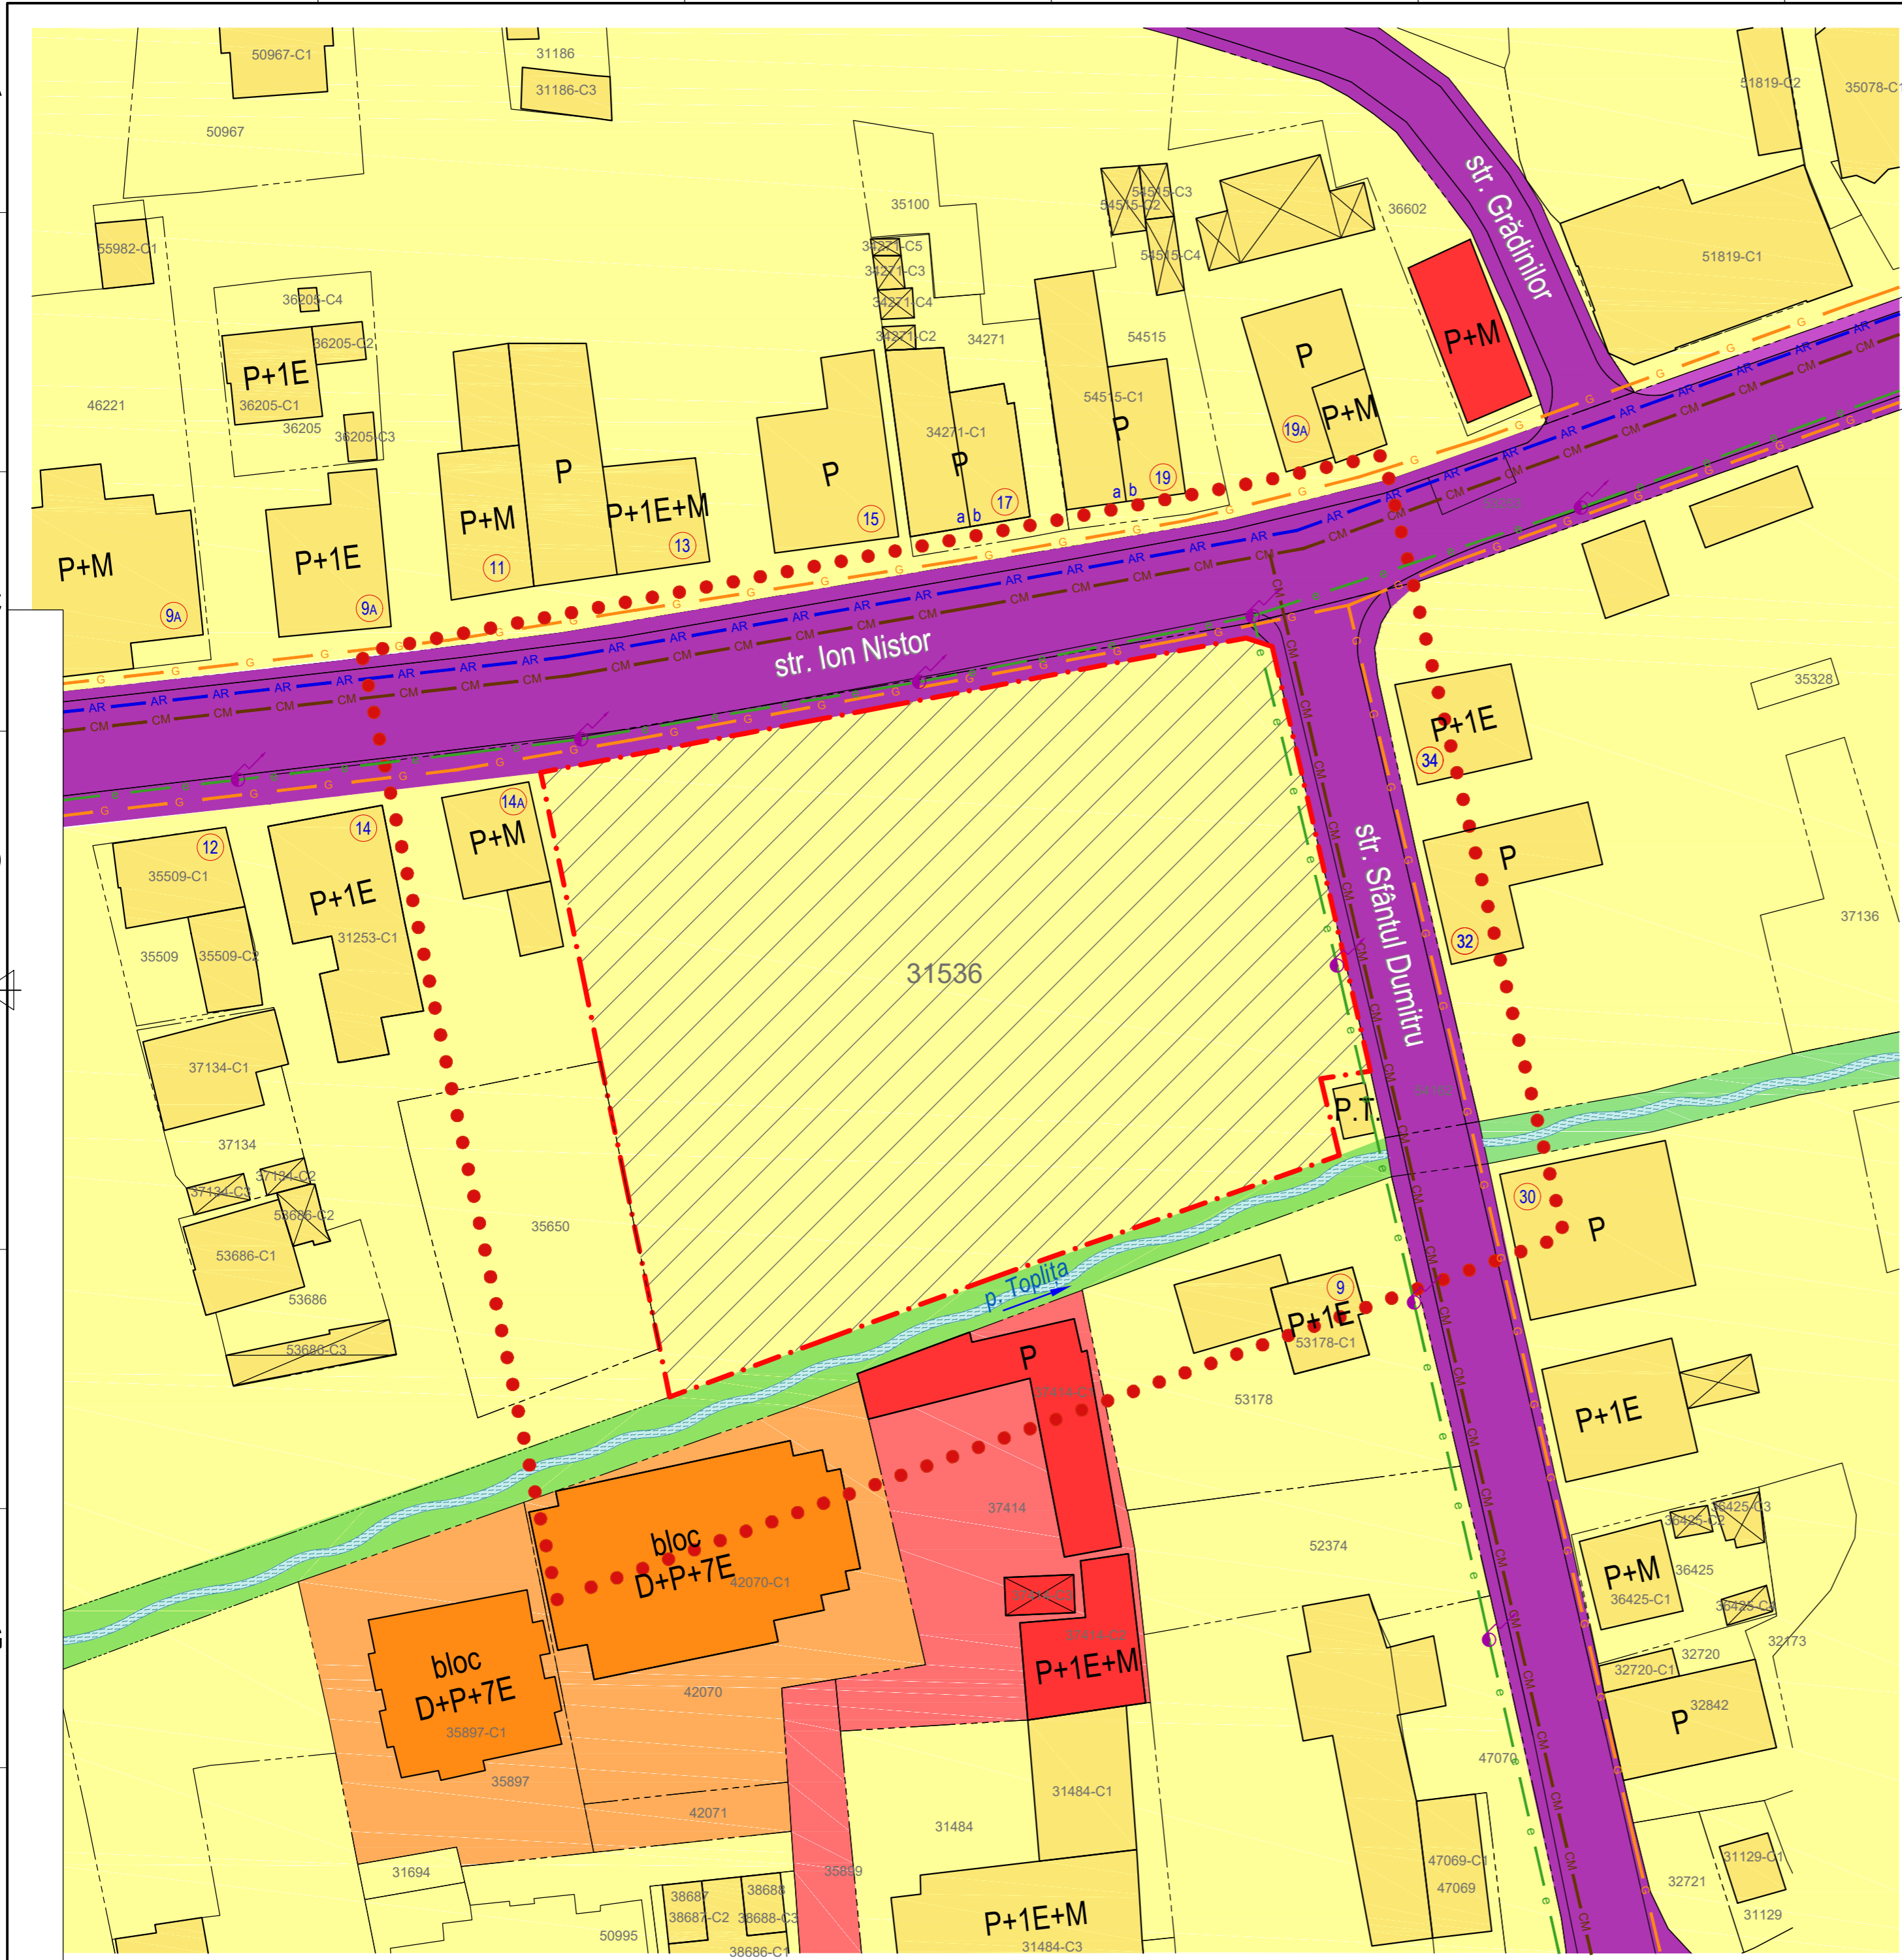 50967-C1
31186
31186-C3
50967
51819-C2
35078-C1
35100
54515-C3
54515-C2
54515-C4
36602
str. Grădinilor
51819-C1
55982-C1
34271-C5
34271-C3
34271-C4
34271-C2
34271
36205-C4
36205-C2
P+1E
36205-C1
36205
36205-C3
46221
54515
54515-C1
P
P
P+M
P+M
19A
34271-C1
P
P
P
P+M
P+1E+M
a b
19
a b
17
15
13
11
P+M
P+1E
9A
9A
str. Ion Nistor
G
AR
CM
e
35328
P+1E
34
14A
P+M
14
12
35509-C1
P+1E
31253-C1
35509
35509-C2
31536
str. Sfântul Dumitru
P
32
37136
37134-C1
P.T.
37134
37134-C2
37134-C3
53686-C2
53686-C1
53686
53686-C3
35650
30
P
p. Toplița
9
P+1E
53178-C1
53178
P
37414-C1
37414
P+1E
bloc
D+P+7E
42070-C1
52374
36425-C3
36425-C2
P+M
36425
36425-C1
36425-C4
37414-C2
P+1E+M
bloc
D+P+7E
35897-C1
42070
35897
42071
32173
32720
32720-C1
32842
P
47070
31484-C1
31484
31694
35899
47069-C1
47069
31129-C1
32721
31129
38687
38688
38687-C2
38688-C3
50995
38686-C1
P+1E+M
31484-C3